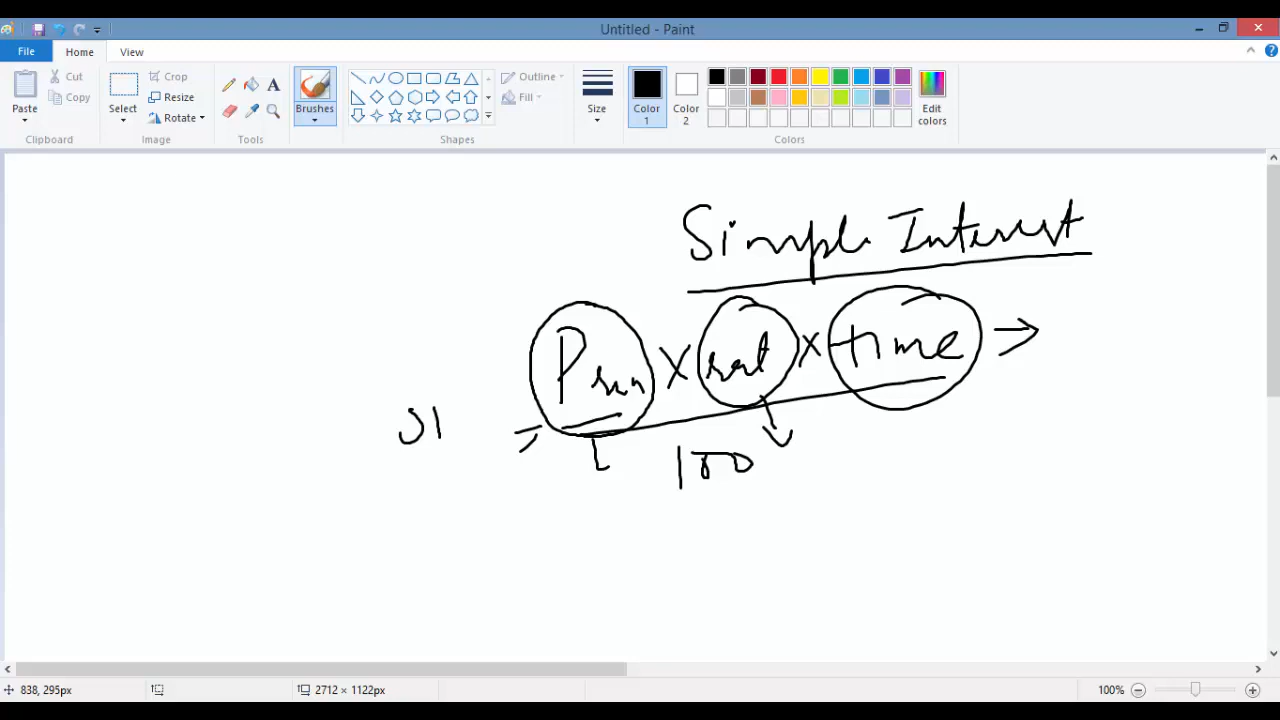 Untitled - Paint
File Home View
Paste Cut Copy Select Crop Resize Rotate A Brushes Outline Fill Size Color 1 Color 2 Edit colors
Clipboard Image Tools Shapes Colors
Simple Interest
Prin X rat X time →
SI =
100
838, 295px 2712 × 1122px 100%